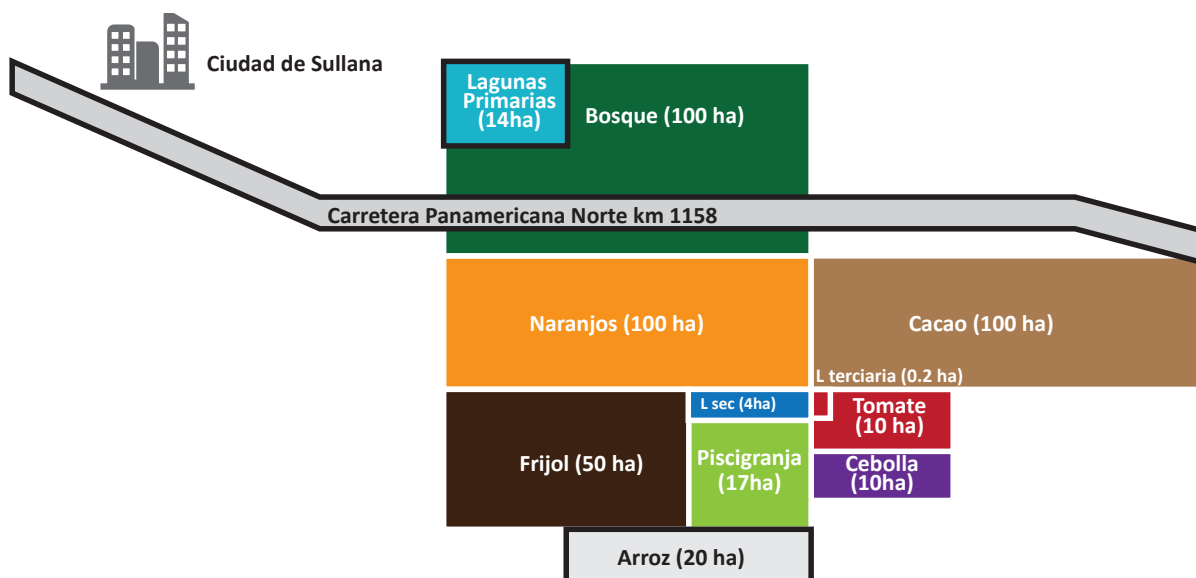 Ciudad de Sullana
Lagunas
Primarias
(14ha)
Bosque (100 ha)
Carretera Panamericana Norte km 1158
Naranjos (100 ha)
Cacao (100 ha)
L terciaria (0.2 ha)
L sec (4ha)
Tomate
(10 ha)
Frijol (50 ha)
Piscigranja
(17ha)
Cebolla
(10ha)
Arroz (20 ha)